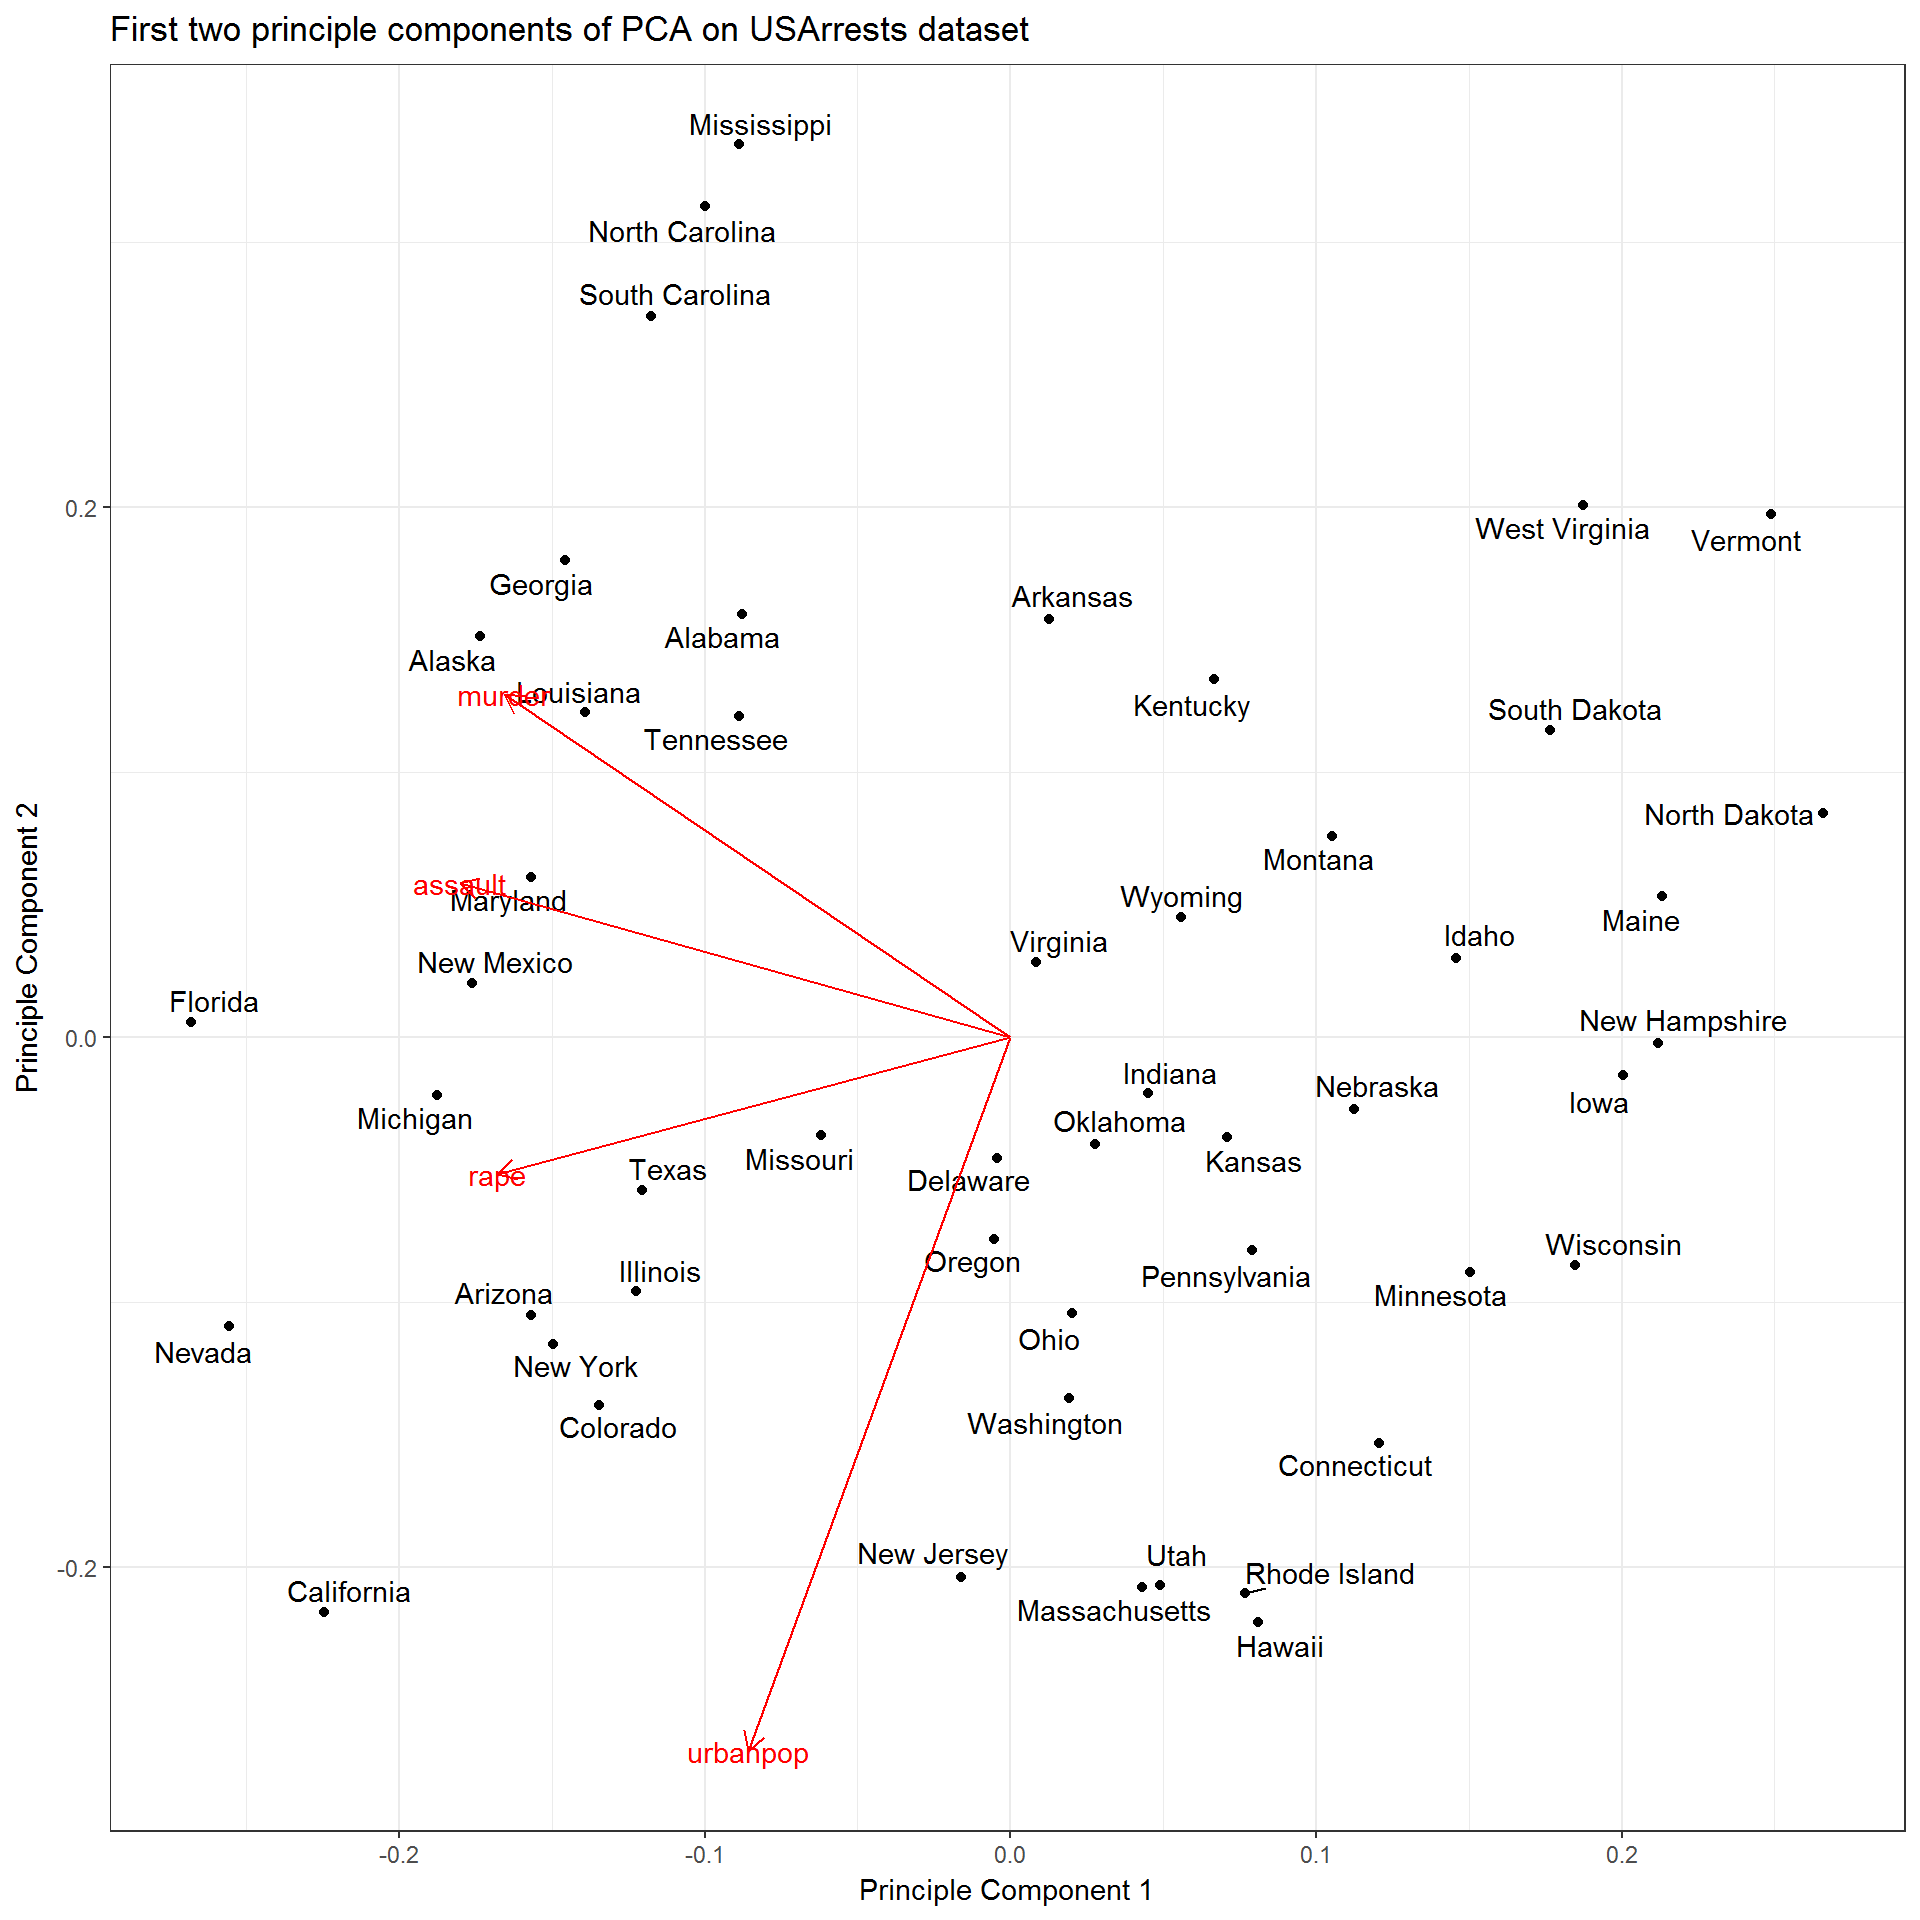 First two principle components of PCA on USArrests dataset
Mississippi
North Carolina
South Carolina
0.2
West Virginia
Vermont
Georgia
Arkansas
Alabama
Alaska
murder
Louisiana
Kentucky
South Dakota
Tennessee
North Dakota
Montana
assault
Maryland
Wyoming
Maine
Virginia
Idaho
New Mexico
Florida
New Hampshire
0.0
Principle Component 2
Indiana
Nebraska
Iowa
Michigan
Oklahoma
Missouri
Kansas
Texas
rape
Delaware
Oregon
Wisconsin
Illinois
Pennsylvania
Arizona
Minnesota
Ohio
Nevada
New York
Colorado
Washington
Connecticut
New Jersey
Utah
-0.2
Rhode Island
California
Massachusetts
Hawaii
urbanpop
-0.2
-0.1
0.0
0.1
0.2
Principle Component 1